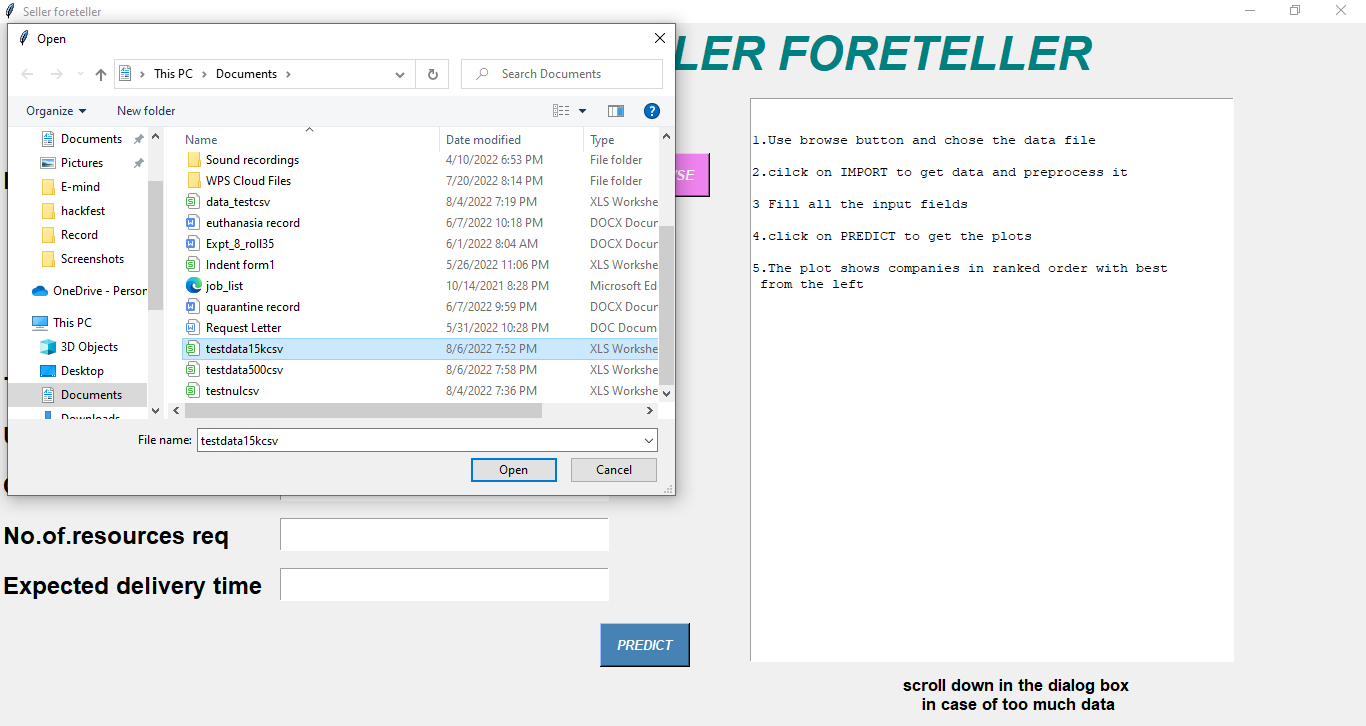 Seller foreteller
Open
LER FORETELLER
This PC > Documents >
Search Documents
Organize
New folder
Documents
Pictures
E-mind
hackfest
Record
Screenshots
OneDrive - Person
This PC
3D Objects
Desktop
Documents
Downloads
Name Date modified Type
Sound recordings 4/10/2022 6:53 PM File folder
WPS Cloud Files 7/20/2022 8:14 PM File folder
data_testcsv 8/4/2022 7:19 PM XLS Workshe
euthanasia record 6/7/2022 10:18 PM DOCX Docur
Expt_8_roll35 6/1/2022 8:04 AM DOCX Docur
Indent form1 5/26/2022 11:06 PM XLS Workshe
job_list 10/14/2021 8:28 PM Microsoft Ed
quarantine record 6/7/2022 9:59 PM DOCX Docur
Request Letter 5/31/2022 10:28 PM DOC Docum
testdata15kcsv 8/6/2022 7:52 PM XLS Workshe
testdata500csv 8/6/2022 7:58 PM XLS Workshe
testnulcsv 8/4/2022 7:36 PM XLS Workshe
File name: testdata15kcsv
Open
Cancel
SE
No.of.resources req
Expected delivery time
PREDICT
1.Use browse button and chose the data file
2.cilck on IMPORT to get data and preprocess it
3 Fill all the input fields
4.click on PREDICT to get the plots
5.The plot shows companies in ranked order with best
from the left
scroll down in the dialog box
in case of too much data